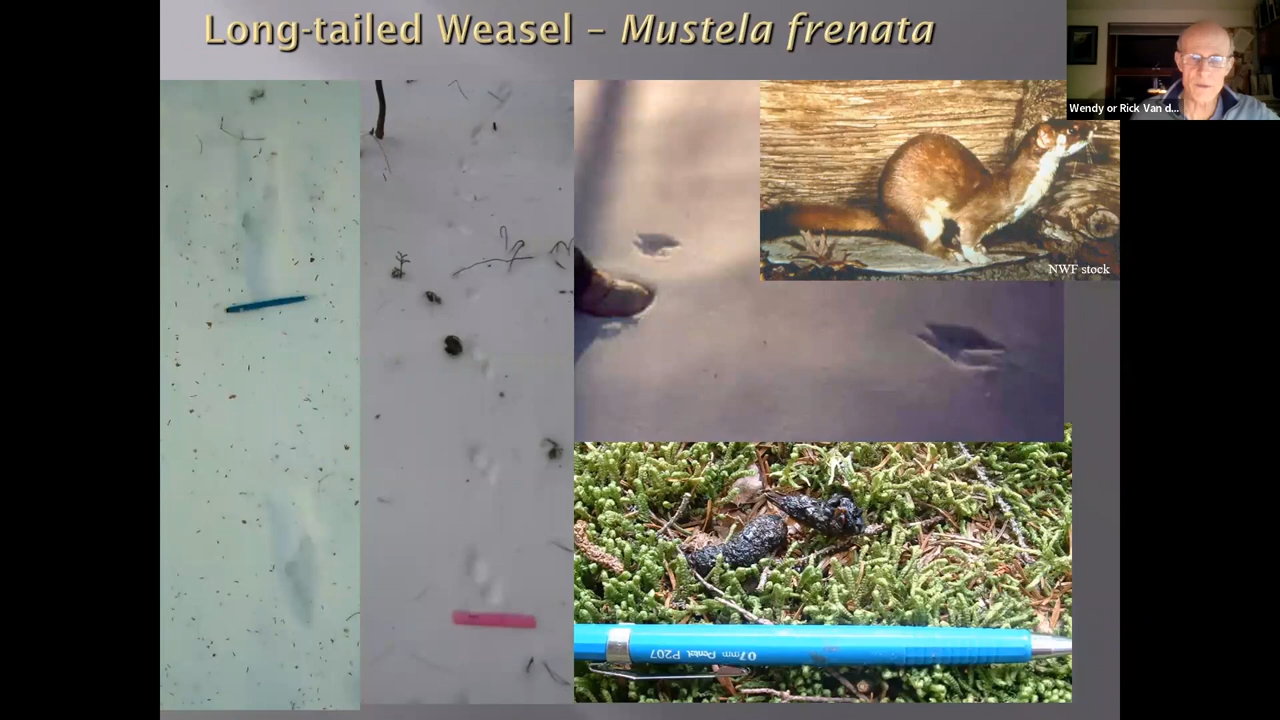 Long-tailed Weasel – Mustela frenata
Wendy or Rick Van d...
NWF stock
0.7mm Pentel P207